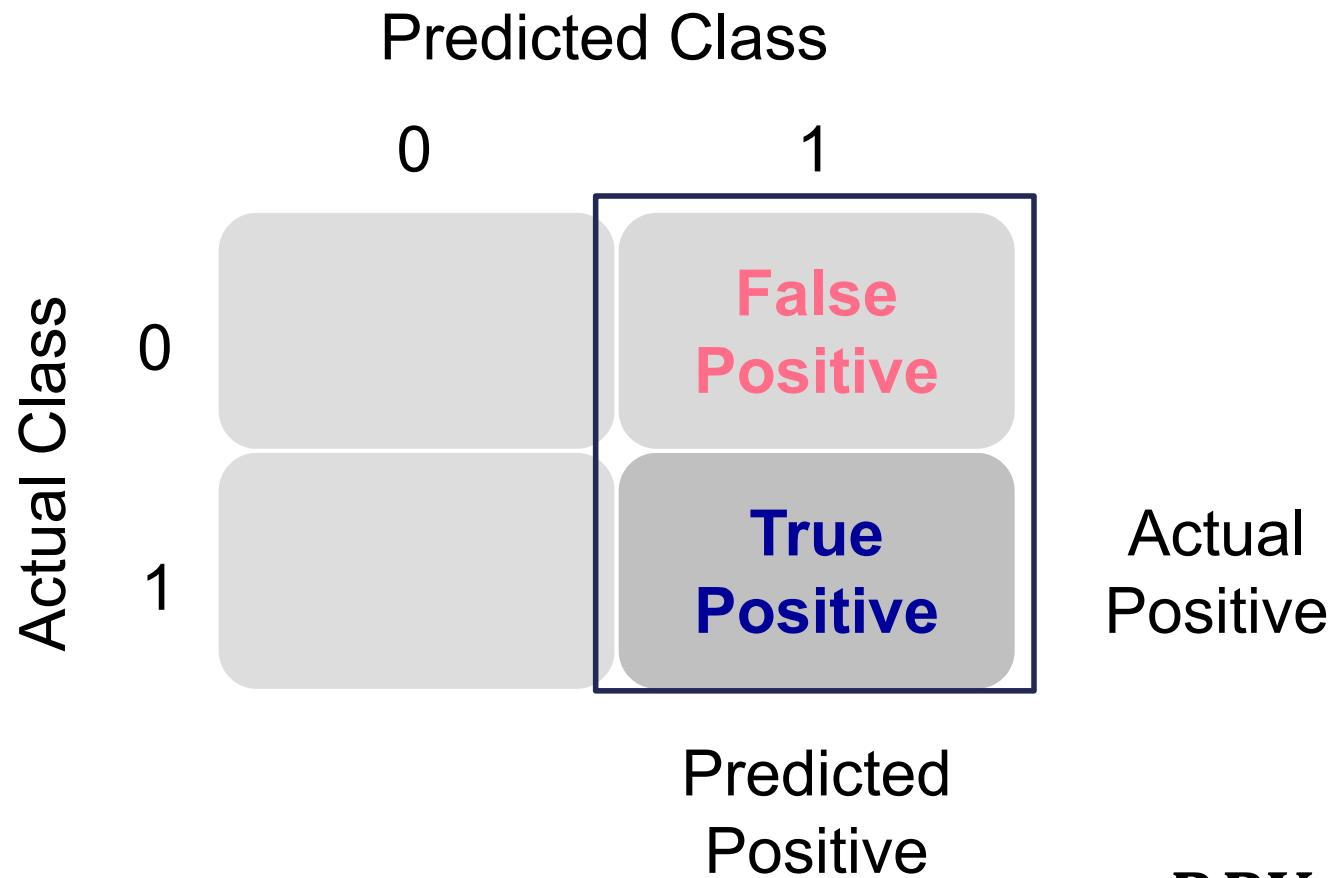 Predicted Class
0 1
Actual Class
0
False
Positive
1
True
Positive
Actual
Positive
Predicted
Positive